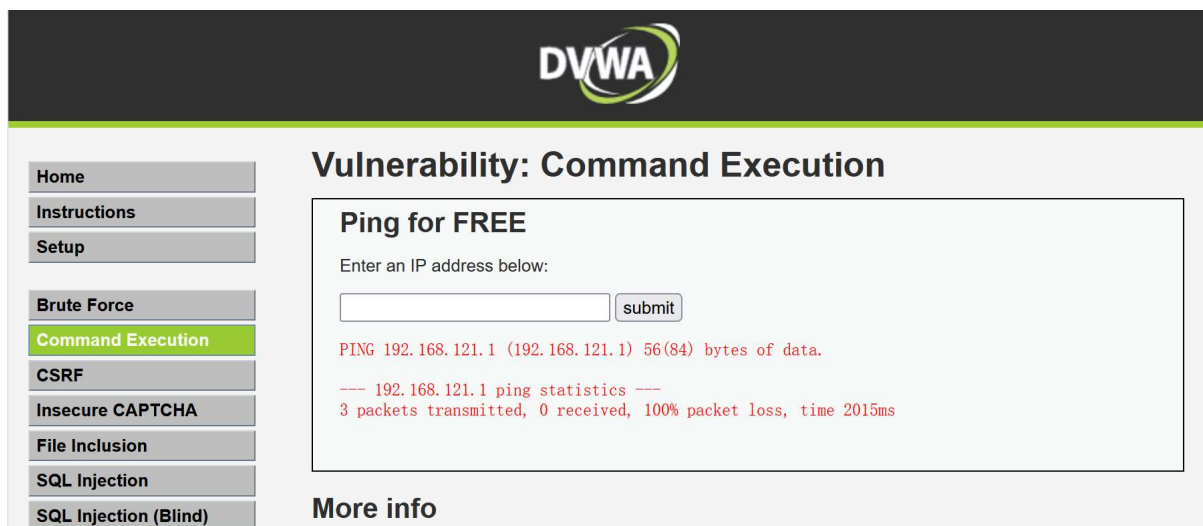 DVWA
Home
Instructions
Setup
Brute Force
Command Execution
CSRF
Insecure CAPTCHA
File Inclusion
SQL Injection
SQL Injection (Blind)
Vulnerability: Command Execution
Ping for FREE
Enter an IP address below:
submit
PING 192.168.121.1 (192.168.121.1) 56(84) bytes of data.
--- 192.168.121.1 ping statistics ---
3 packets transmitted, 0 received, 100% packet loss, time 2015ms
More info